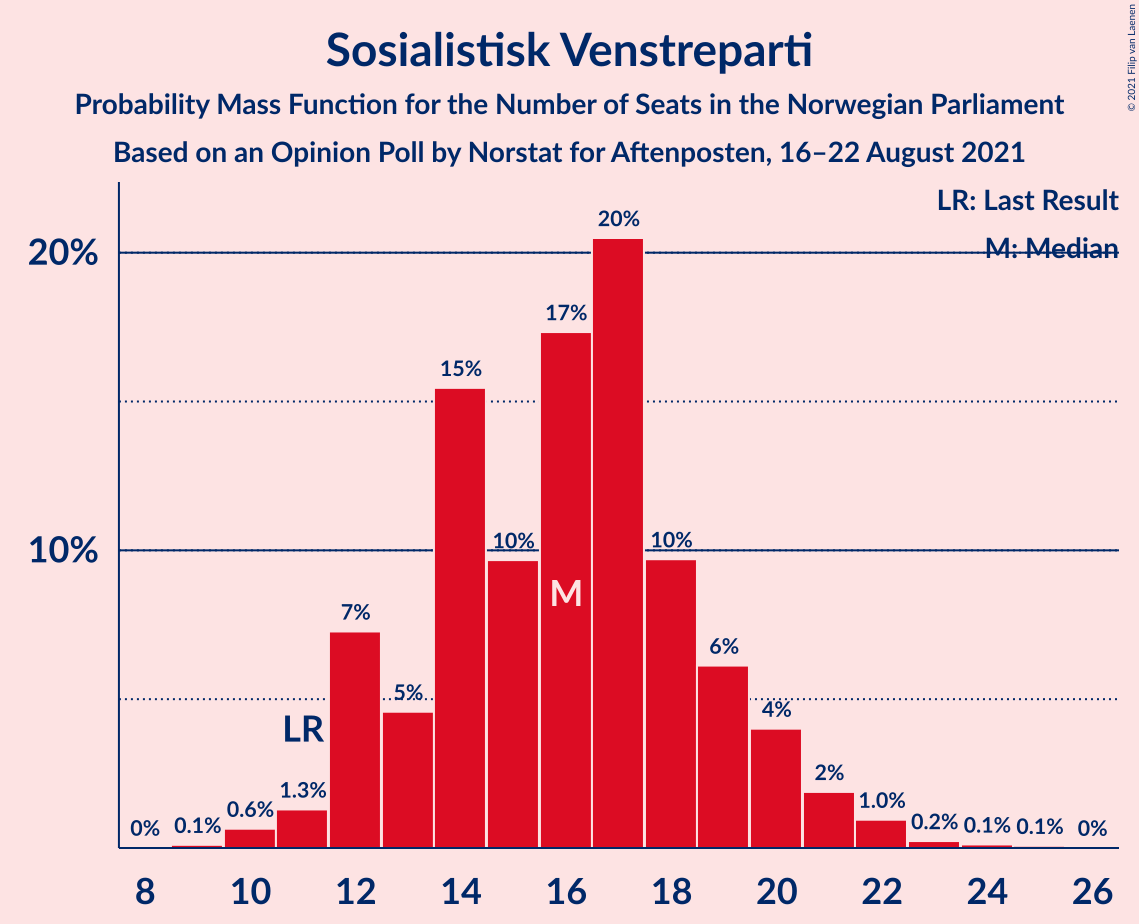 Sosialistisk Venstreparti
Probability Mass Function for the Number of Seats in the Norwegian Parliament
Based on an Opinion Poll by Norstat for Aftenposten, 16–22 August 2021
© 2021 Filip van Laenen
LR: Last Result
M: Median
20%
10%
0%
0.1%
0.6%
1.3%
LR
7%
5%
15%
10%
17%
M
20%
10%
6%
4%
2%
1.0%
0.2%
0.1%
0.1%
0%
8 10 12 14 16 18 20 22 24 26